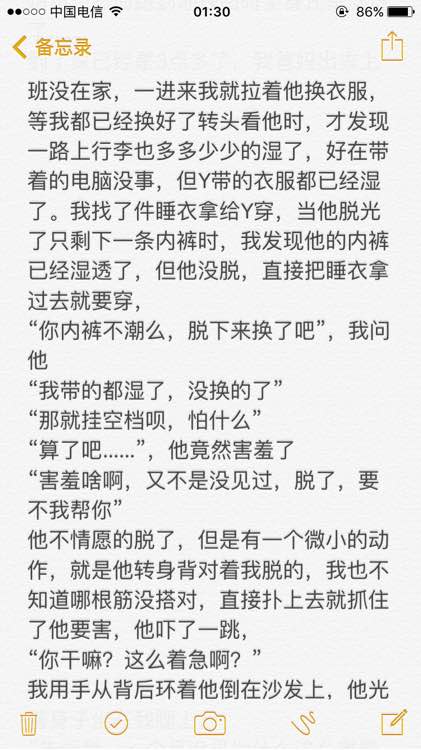 中国电信
01:30
86%
备忘录
班没在家，一进来我就拉着他换衣服，
等我都已经换好了转头看他时，才发现
一路上行李也多多少少的湿了，好在带
着的电脑没事，但Y带的衣服都已经湿
了。我找了件睡衣拿给Y穿，当他脱光
了只剩下一条内裤时，我发现他的内裤
已经湿透了，但他没脱，直接把睡衣拿
过去就要穿，
“你内裤不潮么，脱下来换了吧”，我问
他
“我带的都湿了，没换的了”
“那就挂空档呗，怕什么”
“算了吧......”，他竟然害羞了
“害羞啥啊，又不是没见过，脱了，要
不我帮你”
他不情愿的脱了，但是有一个微小的动
作，就是他转身背对着我脱的，我也不
知道哪根筋没搭对，直接扑上去就抓住
了他要害，他吓了一跳，
“你干嘛？这么着急啊？”
我用手从背后环着他倒在沙发上，他光